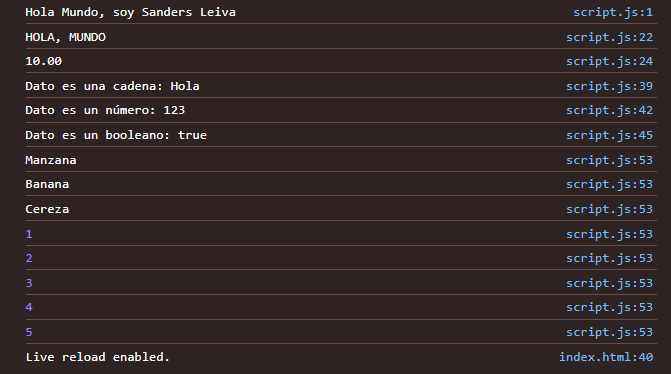 Hola Mundo, soy Sanders Leiva script.js:1
HOLA, MUNDO script.js:22
10.00 script.js:24
Dato es una cadena: Hola script.js:39
Dato es un número: 123 script.js:42
Dato es un booleano: true script.js:45
Manzana script.js:53
Banana script.js:53
Cereza script.js:53
1 script.js:53
2 script.js:53
3 script.js:53
4 script.js:53
5 script.js:53
Live reload enabled. index.html:40